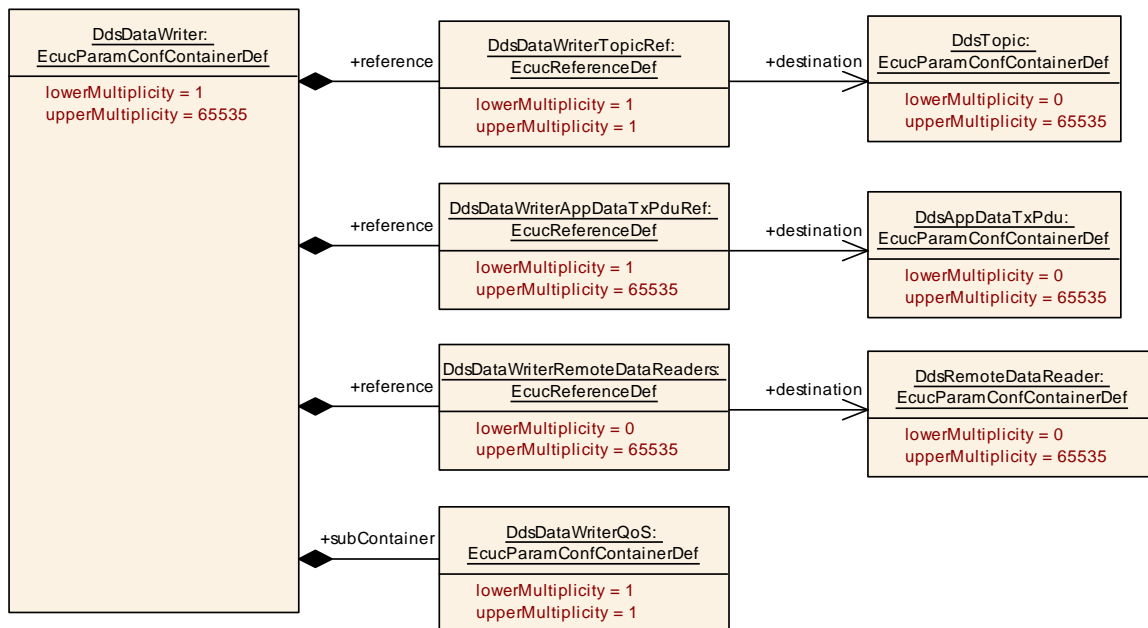 DdsDataWriter:
EcucParamConfContainerDef
lowerMultiplicity = 1
upperMultiplicity = 65535
+reference
DdsDataWriterTopicRef:
EcucReferenceDef
lowerMultiplicity = 1
upperMultiplicity = 1
+destination
DdsTopic:
EcucParamConfContainerDef
lowerMultiplicity = 0
upperMultiplicity = 65535
+reference
DdsDataWriterAppDataTxPduRef:
EcucReferenceDef
lowerMultiplicity = 1
upperMultiplicity = 65535
+destination
DdsAppDataTxPdu:
EcucParamConfContainerDef
lowerMultiplicity = 0
upperMultiplicity = 65535
+reference
DdsDataWriterRemoteDataReaders:
EcucReferenceDef
lowerMultiplicity = 0
upperMultiplicity = 65535
+destination
DdsRemoteDataReader:
EcucParamConfContainerDef
lowerMultiplicity = 0
upperMultiplicity = 65535
+subContainer
DdsDataWriterQoS:
EcucParamConfContainerDef
lowerMultiplicity = 1
upperMultiplicity = 1